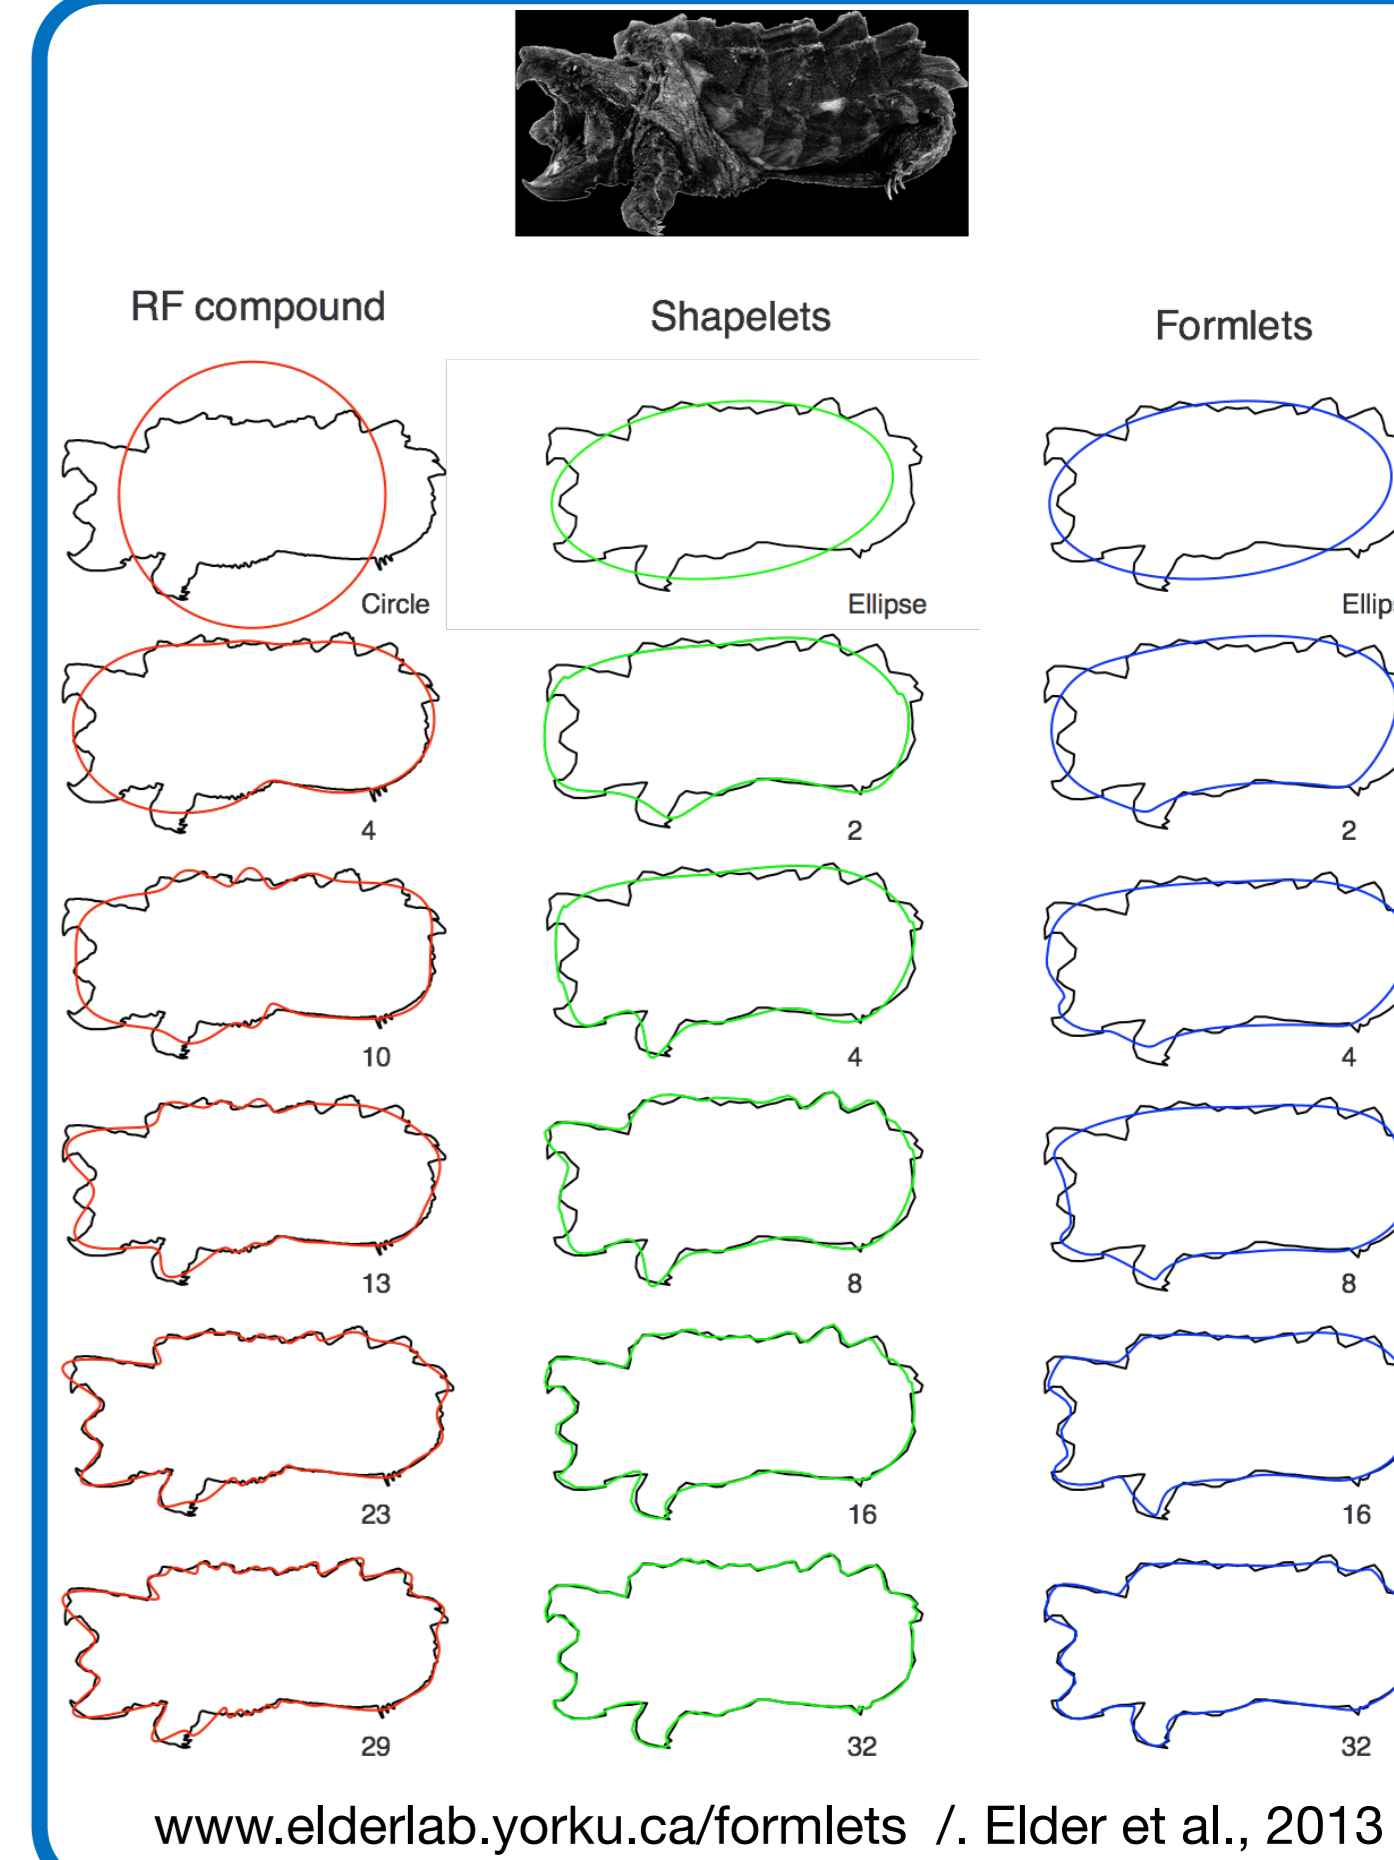 RF compound
Shapelets
Formlets
Circle
Ellipse
4
2
2
10
4
4
13
8
8
23
16
16
29
32
32
www.elderlab.yorku.ca/formlets /. Elder et al., 2013